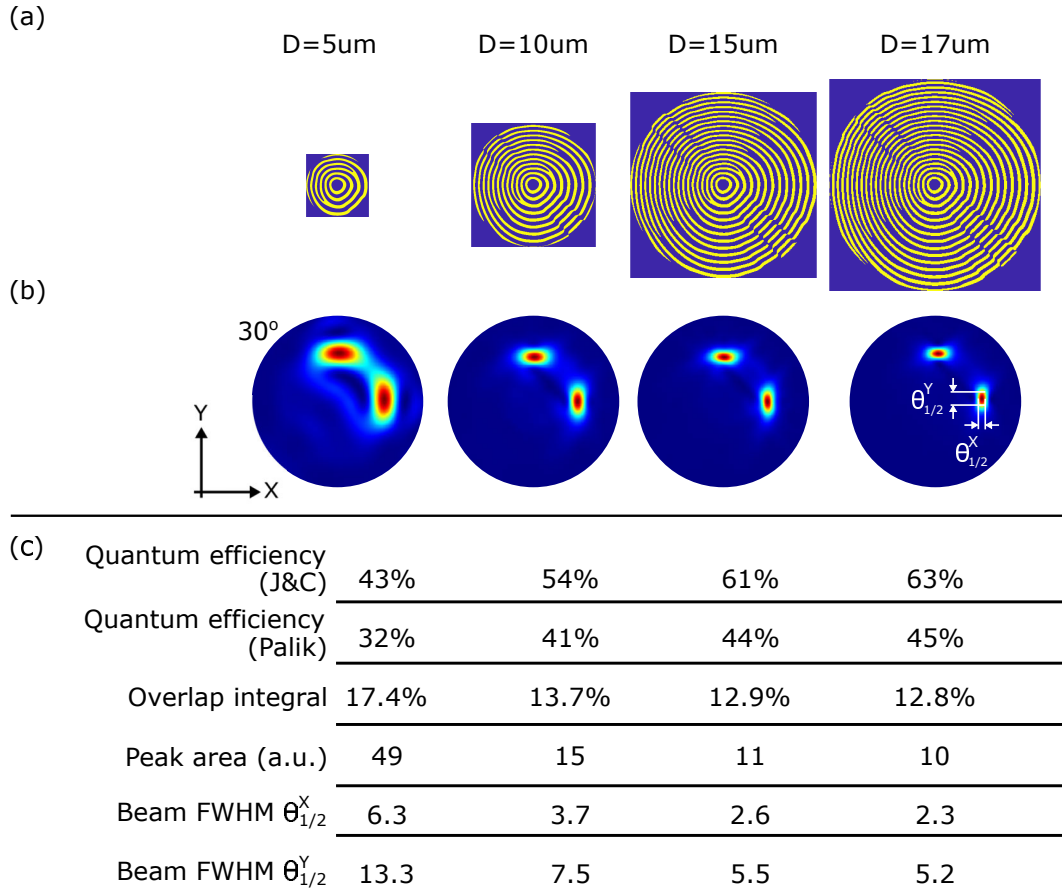 (a)
D=5um D=10um D=15um D=17um
(b)
30º
Y
X
θ1/2Y
θ1/2X
(c)
Quantum efficiency
(J&C) 43% 54% 61% 63%
Quantum efficiency
(Palik) 32% 41% 44% 45%
Overlap integral 17.4% 13.7% 12.9% 12.8%
Peak area (a.u.) 49 15 11 10
Beam FWHM θ1/2X 6.3 3.7 2.6 2.3
Beam FWHM θ1/2Y 13.3 7.5 5.5 5.2